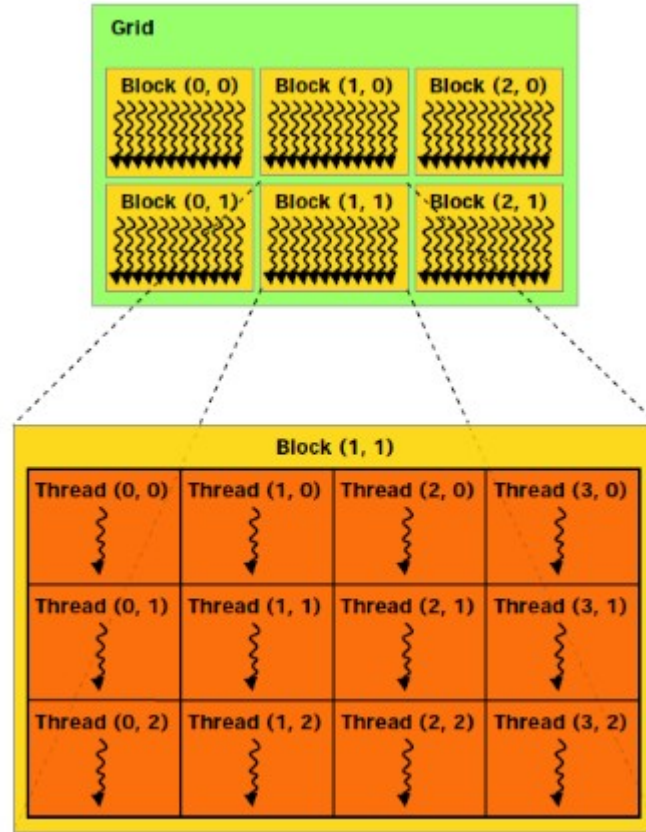 Grid
Block (0, 0) Block (1, 0) Block (2, 0)
Block (0, 1) Block (1, 1) Block (2, 1)
Block (1, 1)
Thread (0, 0) Thread (1, 0) Thread (2, 0) Thread (3, 0)
Thread (0, 1) Thread (1, 1) Thread (2, 1) Thread (3, 1)
Thread (0, 2) Thread (1, 2) Thread (2, 2) Thread (3, 2)